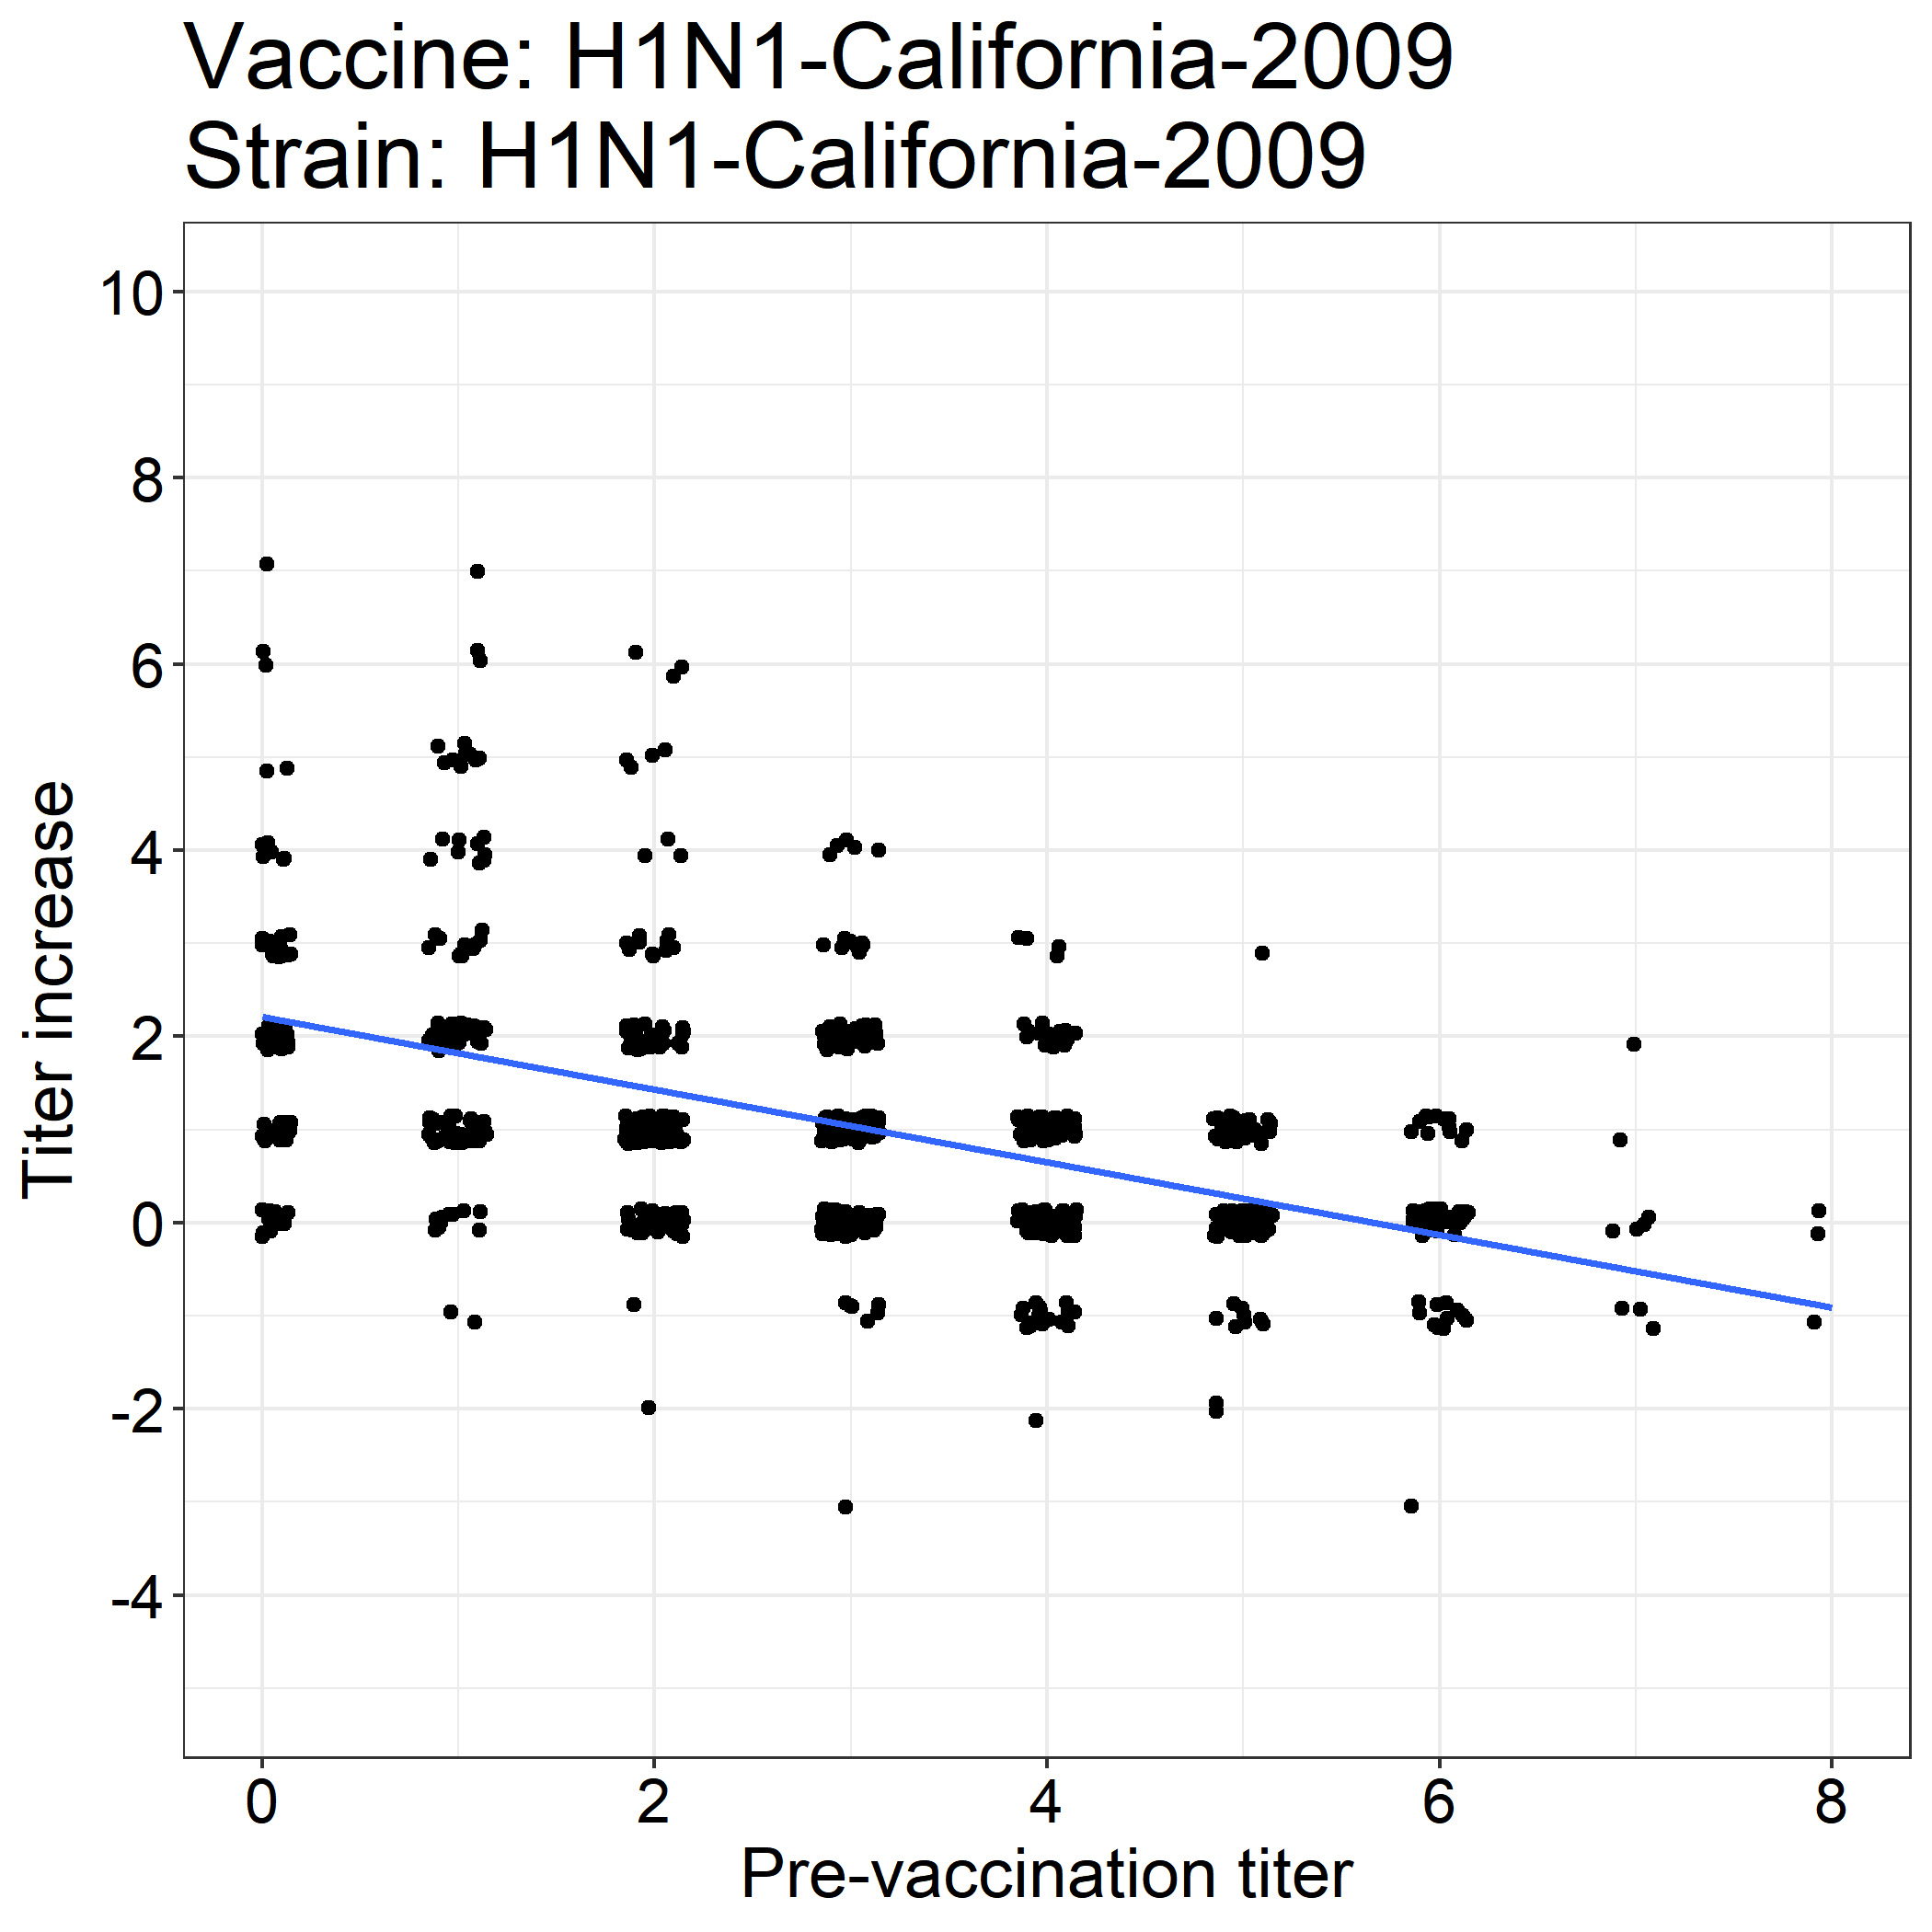 Vaccine: H1N1-California-2009
Strain: H1N1-California-2009
10
8
6
4
2
0
-2
-4
Titer increase
0 2 4 6 8
Pre-vaccination titer